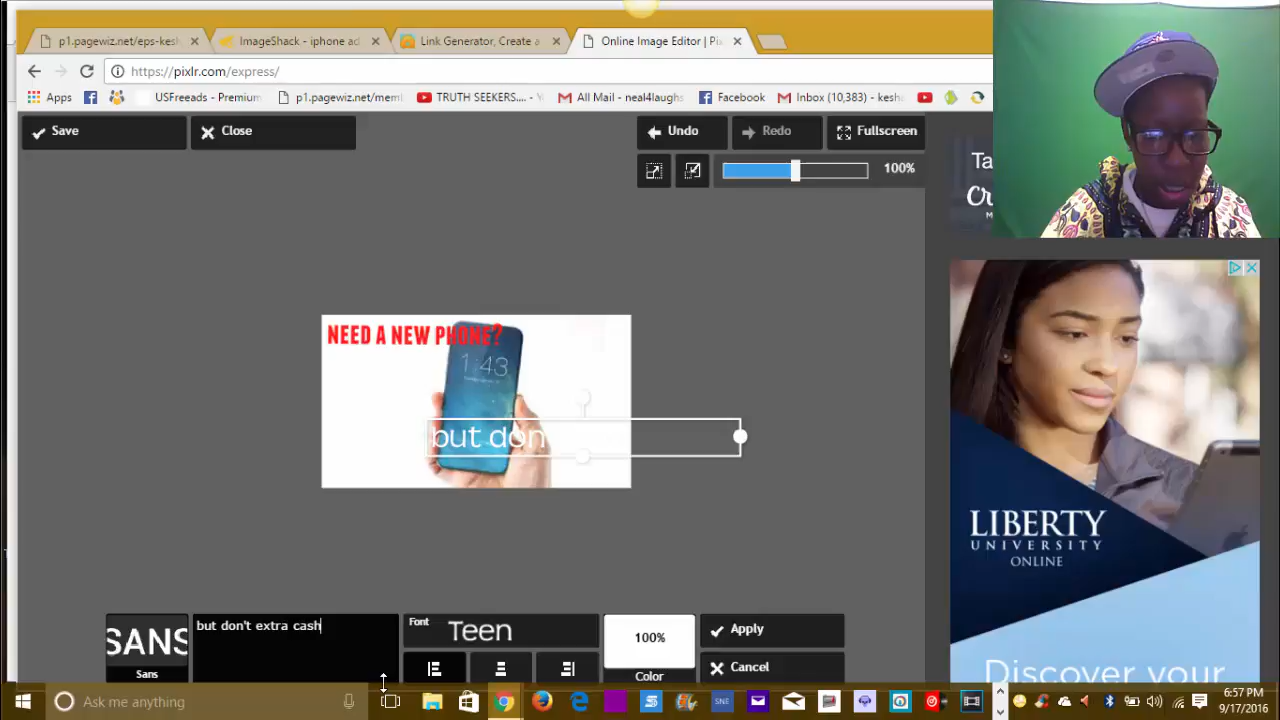 p1.pagewiz.net/eps-kesh
ImageShack - iphone ad
Link Generator, Create a
Online Image Editor | Pix
https://pixlr.com/express/
Apps
USFreeads - Premium
p1.pagewiz.net/mem
TRUTH SEEKERS.... - Y
All Mail - neal4laughs
Facebook
Inbox (10,383) - kesh
Save
Close
Undo
Redo
Fullscreen
100%
NEED A NEW PHONE?
1:43
but don
LIBERTY
UNIVERSITY
ONLINE
Discover your
SANS
Sans
but don't extra cash
Font
Teen
100%
Color
Apply
Cancel
Ask me anything
SNE
6:57 PM
9/17/2016